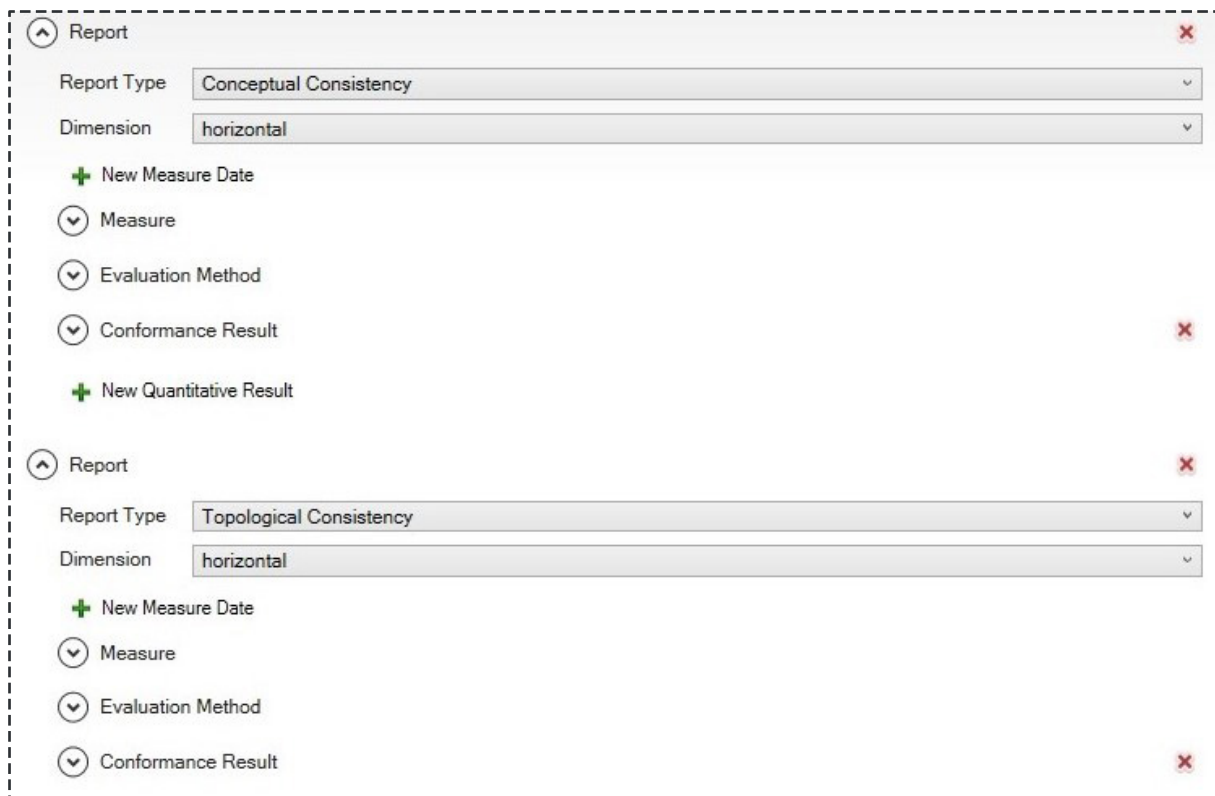 Report
Report Type Conceptual Consistency
Dimension horizontal
New Measure Date
Measure
Evaluation Method
Conformance Result
New Quantitative Result
Report
Report Type Topological Consistency
Dimension horizontal
New Measure Date
Measure
Evaluation Method
Conformance Result